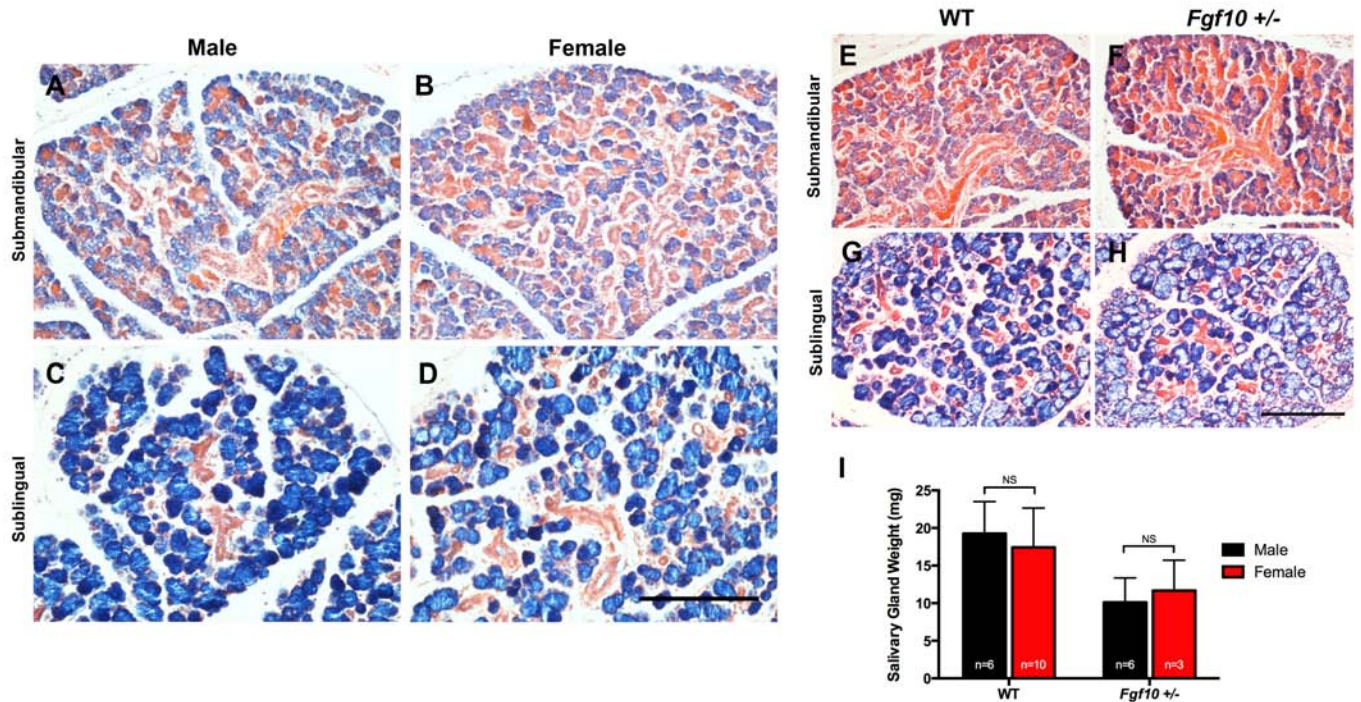 Male
Female
WT
Fgf10 +/-
Submandibular
A
B
Submandibular
E
F
Sublingual
C
D
Sublingual
G
H
I
Salivary Gland Weight (mg)
25
20
15
10
5
0
NS
NS
n=6
n=10
n=6
n=3
WT
Fgf10 +/-
Male
Female